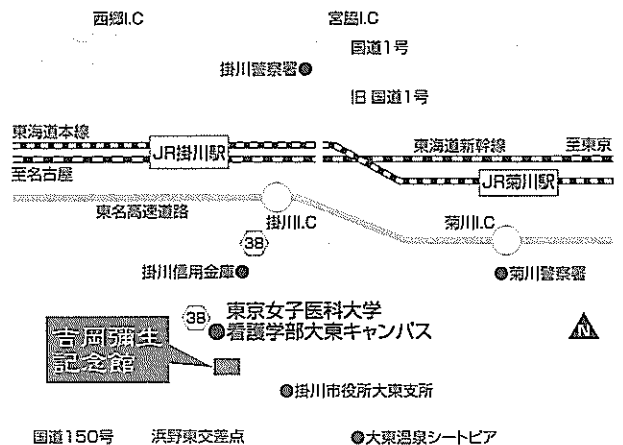 西郷I.C
宮脇I.C
国道1号
掛川警察署
旧国道1号
東海道本線
JR掛川駅
東海道新幹線
至東京
至名古屋
JR菊川駅
東名高速道路
掛川I.C
菊川I.C
38
掛川信用金庫
菊川警察署
38
東京女子医科大学
看護学部大東キャンパス
吉岡彌生
記念館
N
掛川市役所大東支所
国道150号
浜野東交差点
大東温泉シートピア